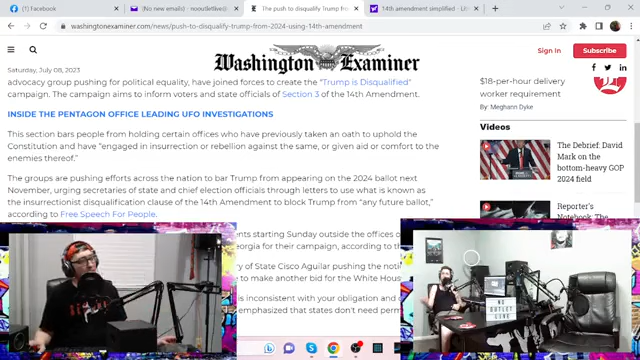 Facebook
(No new emails) - nooutletlive@
The push to disqualify Trump from
14th amendment simplified -
washingtonexaminer.com/news/push-to-disqualify-trump-from-2024-using-14th-amendment
Washington Examiner
Sign In
Subscribe
Saturday, July 08, 2023
advocacy group pushing for political equality, have joined forces to create the "Trump is Disqualified"
campaign. The campaign aims to inform voters and state officials of Section 3 of the 14th Amendment.
INSIDE THE PENTAGON OFFICE LEADING UFO INVESTIGATIONS
This section bars people from holding certain offices who have previously taken an oath to uphold the
Constitution and have "engaged in insurrection or rebellion against the same, or given aid or comfort to the
enemies thereof."
The groups are pushing efforts across the nation to bar Trump from appearing on the 2024 ballot next
November, urging secretaries of state and chief election officials through letters to use what is known as
the insurrectionist disqualification clause of the 14th Amendment to block Trump from "any future ballot,"
according to Free Speech For People.
nts starting Sunday outside the offices o
eorgia for their campaign, according to th
ry of State Cisco Aguilar pushing the noti
e to make another bid for the White Hous
is inconsistent with your obligation and
emphasized that states don't need perm
$18-per-hour delivery
worker requirement
By: Meghann Dyke
Videos
The Debrief: David
Mark on the
bottom-heavy GOP
2024 field
Reporter's
Notebook: The
NO OUTLET
LIVE